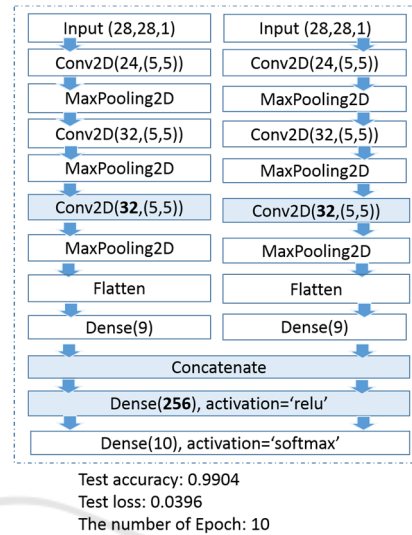 Input (28,28,1)
Conv2D(24,(5,5))
MaxPooling2D
Conv2D(32,(5,5))
MaxPooling2D
Conv2D(32,(5,5))
MaxPooling2D
Flatten
Dense(9)
Input (28,28,1)
Conv2D(24,(5,5))
MaxPooling2D
Conv2D(32,(5,5))
MaxPooling2D
Conv2D(32,(5,5))
MaxPooling2D
Flatten
Dense(9)
Concatenate
Dense(256), activation=‘relu’
Dense(10), activation=‘softmax’
Test accuracy: 0.9904
Test loss: 0.0396
The number of Epoch: 10